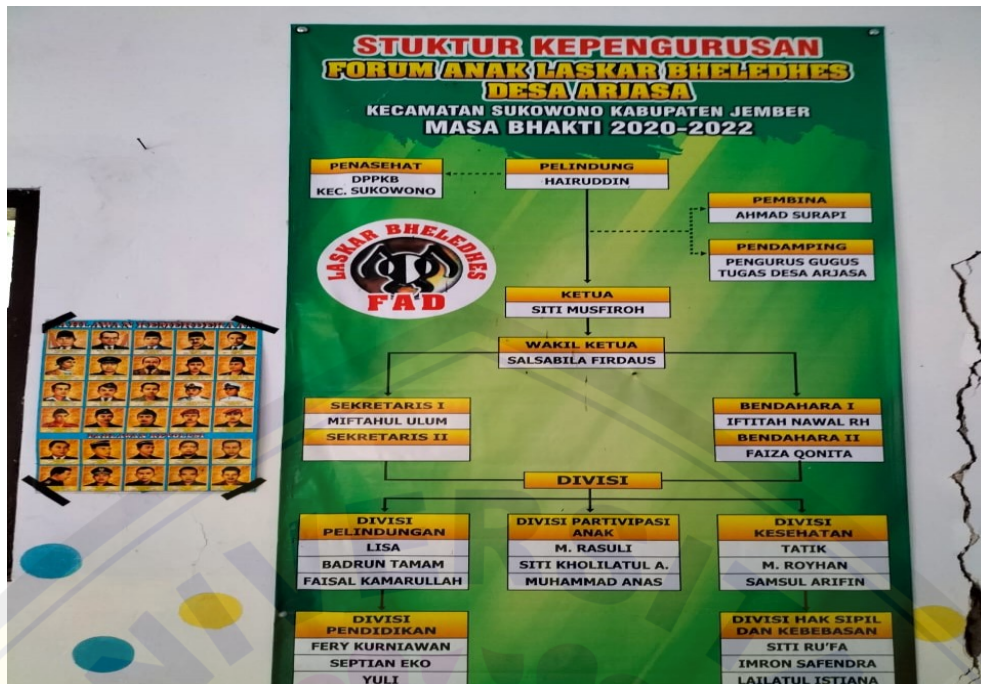 STUKTUR KEPENGURUSAN
FORUM ANAK LASKAR BHELEDHES
DESA ARJASA
KECAMATAN SUKOWONO KABUPATEN JEMBER
MASA BHAKTI 2020-2022
PENASEHAT
DPPKB
KEC. SUKOWONO
PELINDUNG
HAIRUDDIN
PEMBINA
AHMAD SURAPI
PENDAMPING
PENGURUS GUGUS
TUGAS DESA ARJASA
LASKAR BHELEDHES
FAD
KETUA
SITI MUSFIROH
WAKIL KETUA
SALSABILA FIRDAUS
SEKRETARIS I
MIFTAHUL ULUM
SEKRETARIS II
BENDAHARA I
IFTITAH NAWAL RH
BENDAHARA II
FAIZA QONITA
DIVISI
DIVISI
PELINDUNGAN
LISA
BADRUN TAMAM
FAISAL KAMARULLAH
DIVISI PARTIVIPASI
ANAK
M. RASULI
SITI KHOLILATUL A.
MUHAMMAD ANAS
DIVISI
KESEHATAN
TATIK
M. ROYHAN
SAMSUL ARIFIN
DIVISI
PENDIDIKAN
FERY KURNIAWAN
SEPTIAN EKO
YULI
DIVISI HAK SIPIL
DAN KEBEBASAN
SITI RU'FA
IMRON SAFENDRA
LAILATUL ISTIANA